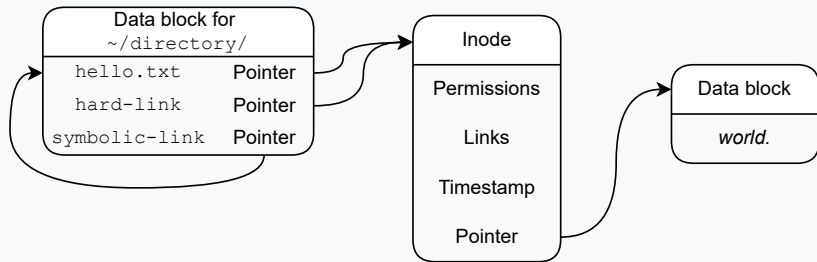 Data block for
~/directory/
hello.txt Pointer
hard-link Pointer
symbolic-link Pointer
Inode
Permissions
Links
Timestamp
Pointer
Data block
world.